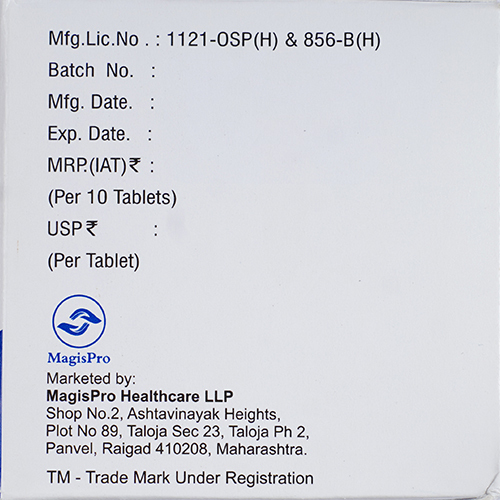 Mfg.Lic.No . : 1121-OSP(H) & 856-B(H)
Batch No. :
Mfg. Date. :
Exp. Date. :
MRP.(IAT)₹ :
(Per 10 Tablets)
USP₹ :
(Per Tablet)
MagisPro
Marketed by:
MagisPro Healthcare LLP
Shop No.2, Ashtavinayak Heights,
Plot No 89, Taloja Sec 23, Taloja Ph 2,
Panvel, Raigad 410208, Maharashtra.
TM - Trade Mark Under Registration